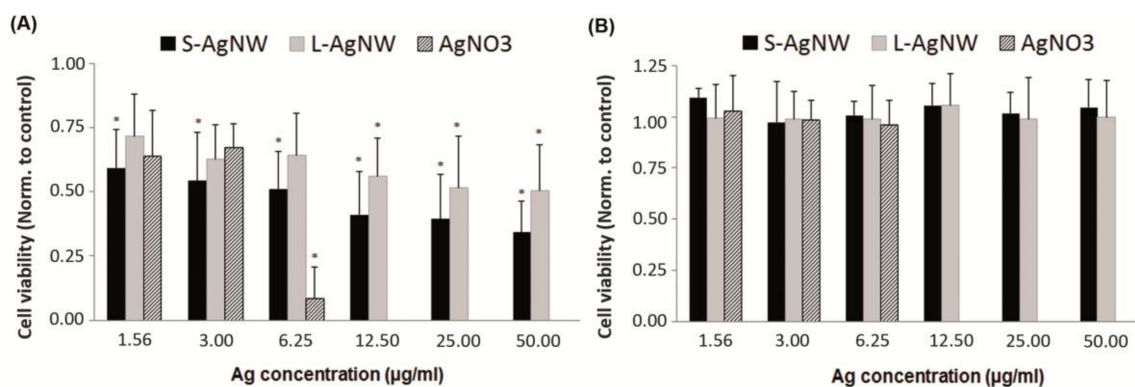 (A)
S-AgNW L-AgNW AgNO3
1.00
0.75
0.50
0.25
0.00
Cell viability (Norm. to control)
* * * * * * * * * *
1.56 3.00 6.25 12.50 25.00 50.00
Ag concentration (µg/ml)
(B)
S-AgNW L-AgNW AgNO3
1.25
1.00
0.75
0.50
0.25
1.00
Cell viability (Norm. to control)
1.56 3.00 6.25 12.50 25.00 50.00
Ag concentration (µg/ml)